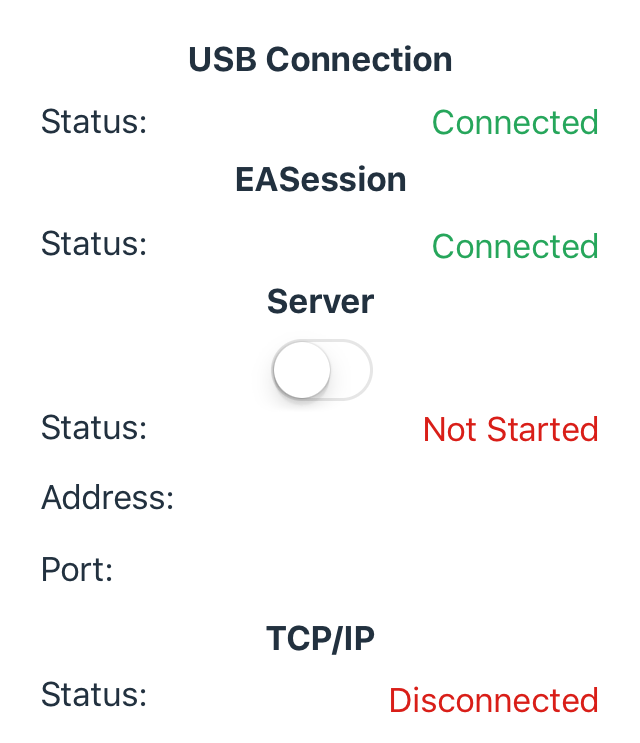 USB Connection
Status: Connected
EASession
Status: Connected
Server
Status: Not Started
Address:
Port:
TCP/IP
Status: Disconnected